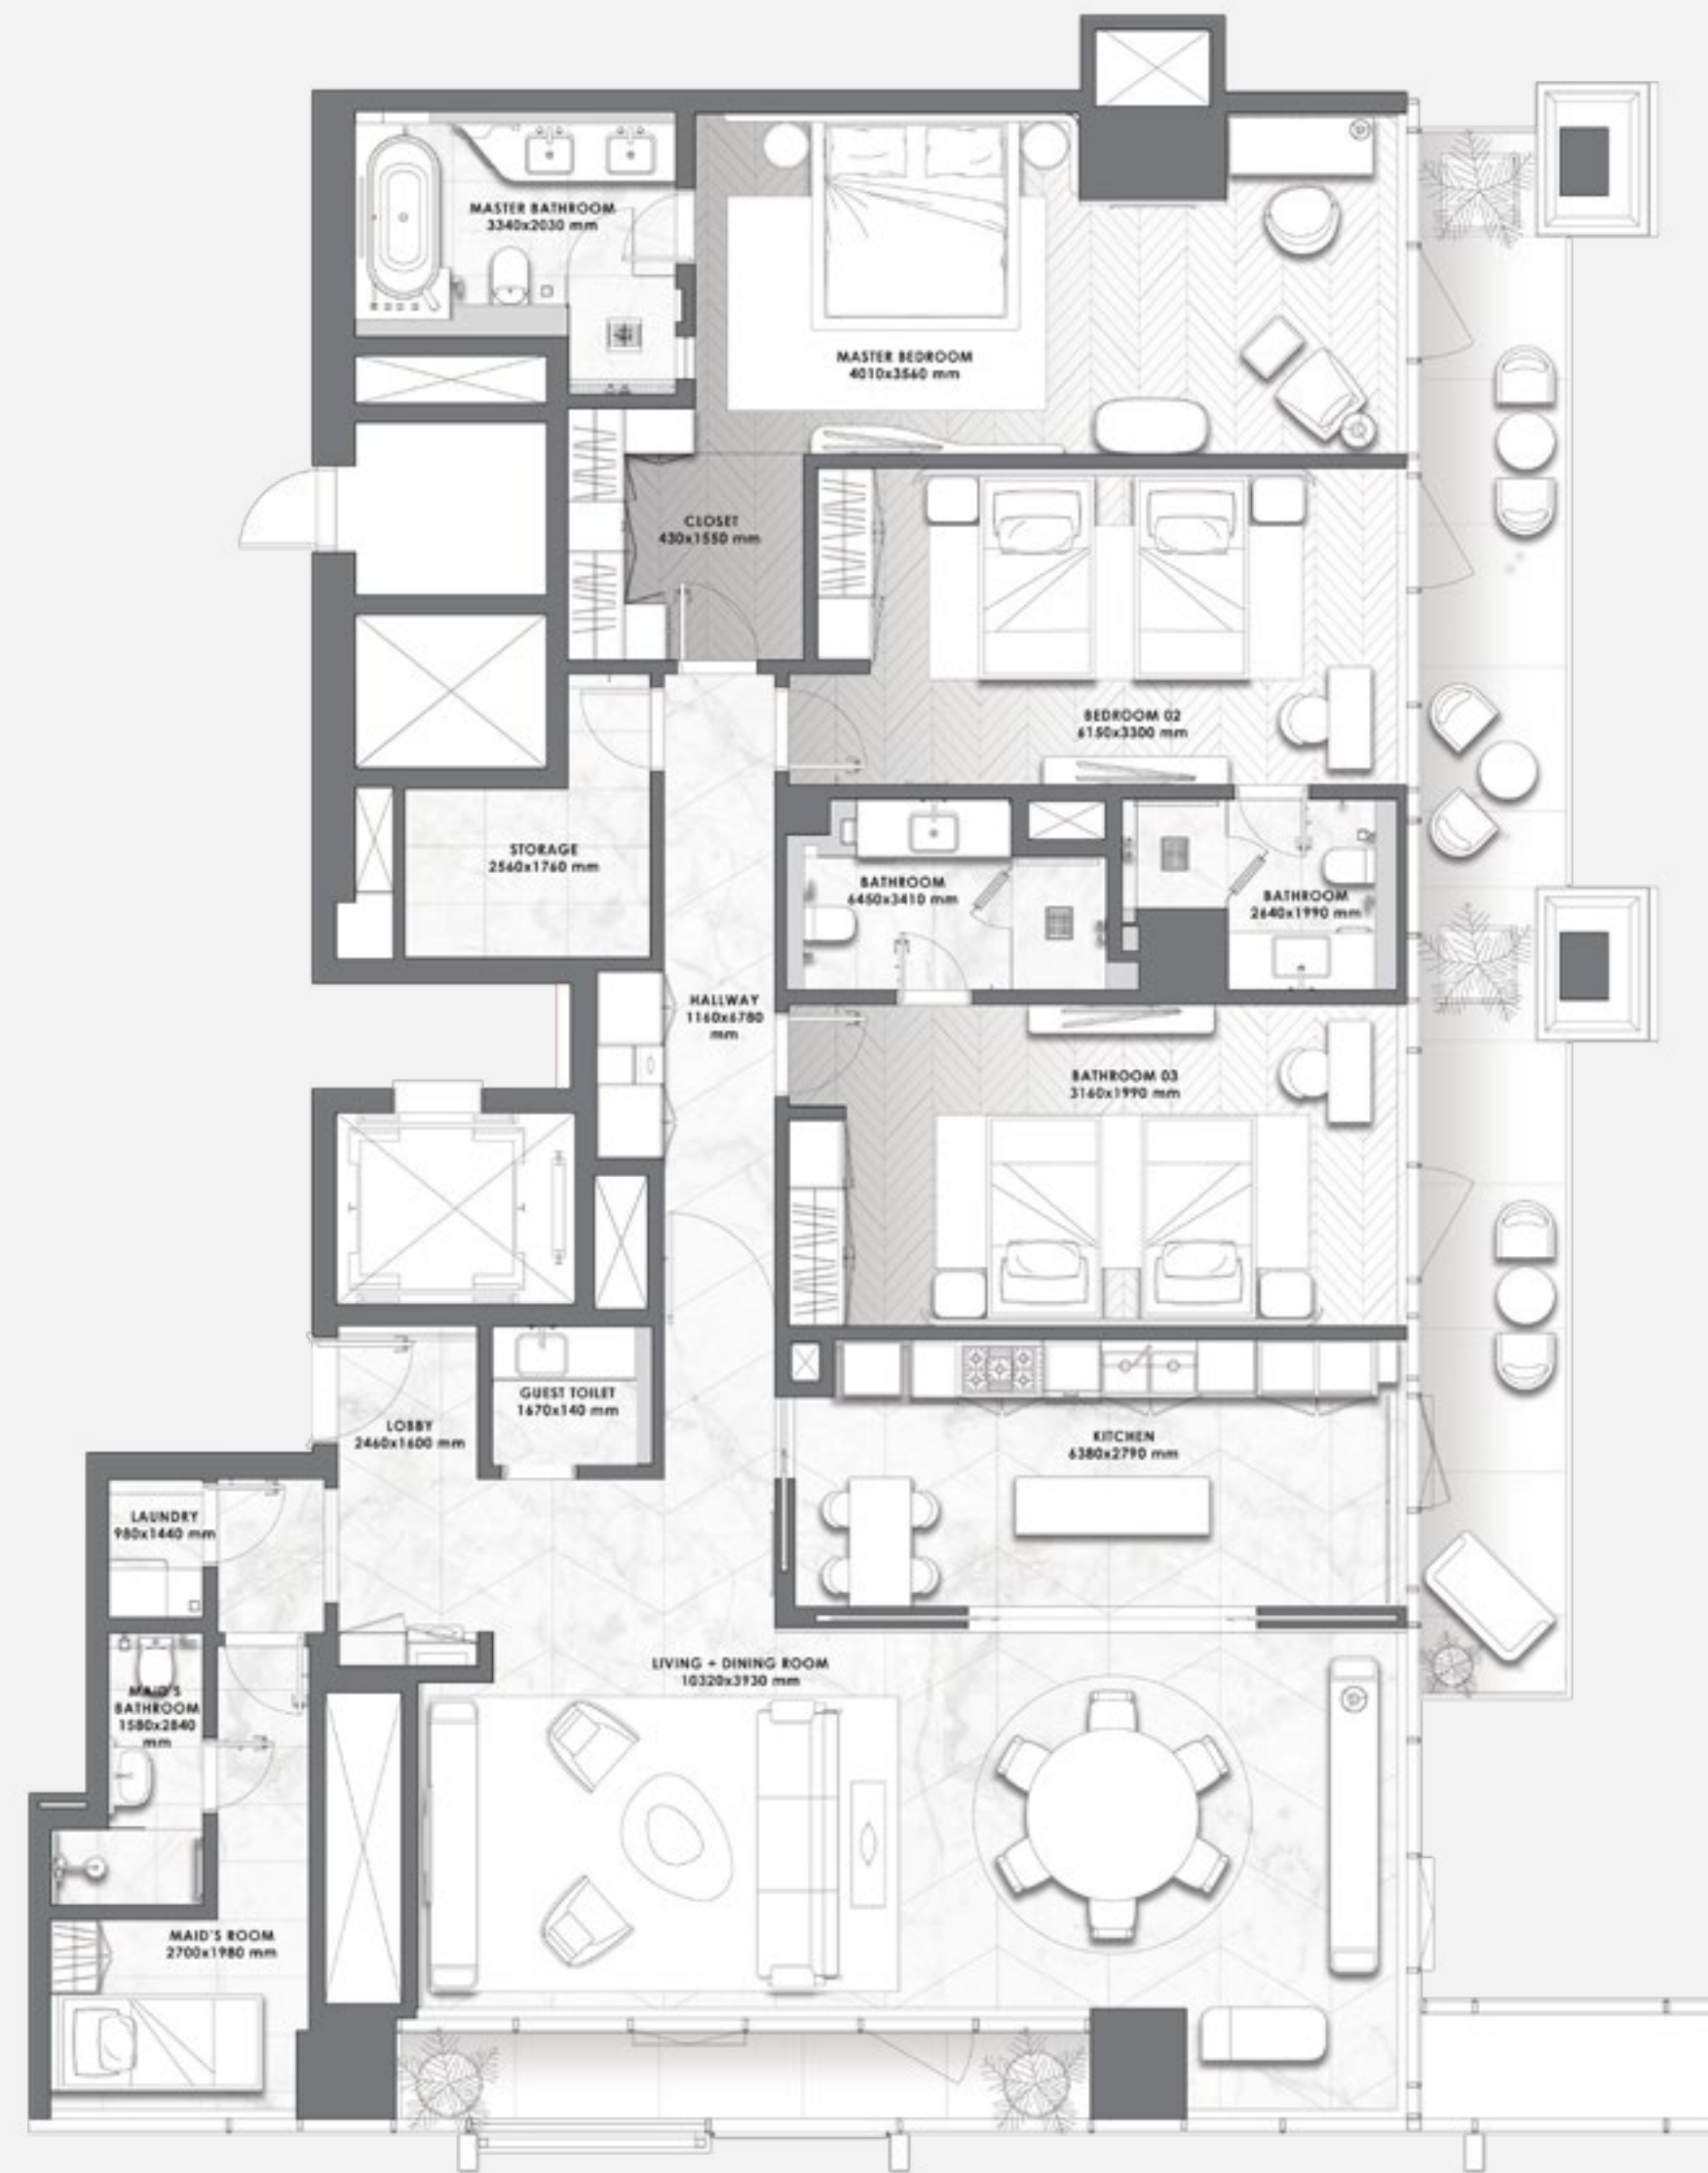 MASTER BATHROOM
3340x2030 mm
MASTER BEDROOM
4010x3560 mm
CLOSET
430x1550 mm
BEDROOM 02
6150x3300 mm
STORAGE
2560x1760 mm
BATHROOM
6450x3410 mm
BATHROOM
2640x1990 mm
HALLWAY
1160x6780
mm
BATHROOM 03
3160x1990 mm
GUEST TOILET
1670x140 mm
LOBBY
2460x1600 mm
KITCHEN
6380x2790 mm
LAUNDRY
980x1440 mm
LIVING + DINING ROOM
10320x3930 mm
MAID'S
BATHROOM
1580x2840
mm
MAID'S ROOM
2700x1980 mm